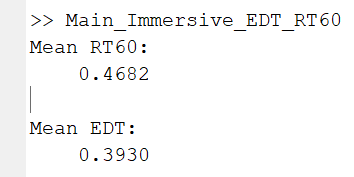 >> Main_Immersive_EDT_RT60
Mean RT60:
0.4682
Mean EDT:
0.3930